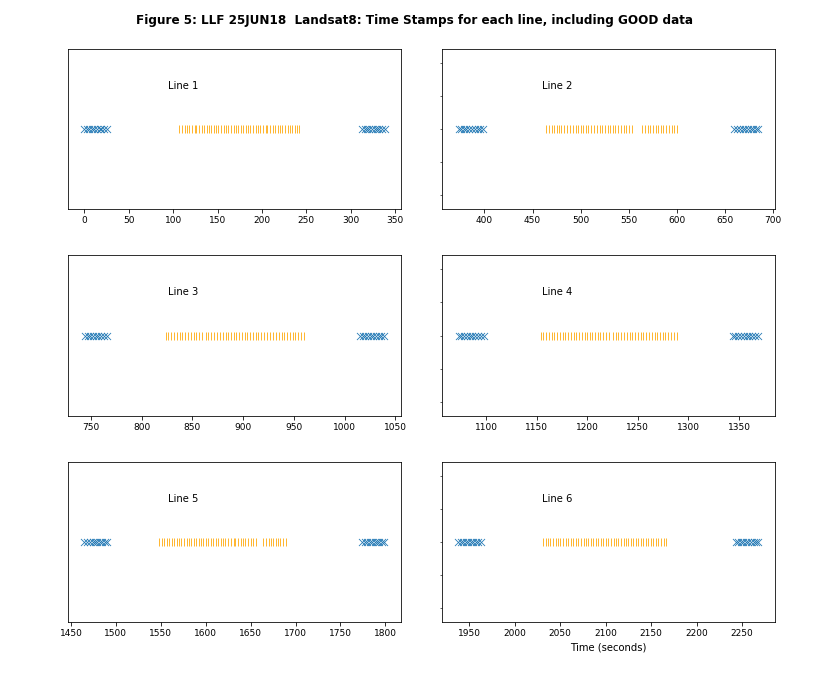 Figure 5: LLF 25JUN18  Landsat8: Time Stamps for each line, including GOOD data
Line 1
0 50 100 150 200 250 300 350
Line 2
400 450 500 550 600 650 700
Line 3
750 800 850 900 950 1000 1050
Line 4
1100 1150 1200 1250 1300 1350
Line 5
1450 1500 1550 1600 1650 1700 1750 1800
Line 6
1950 2000 2050 2100 2150 2200 2250
Time (seconds)